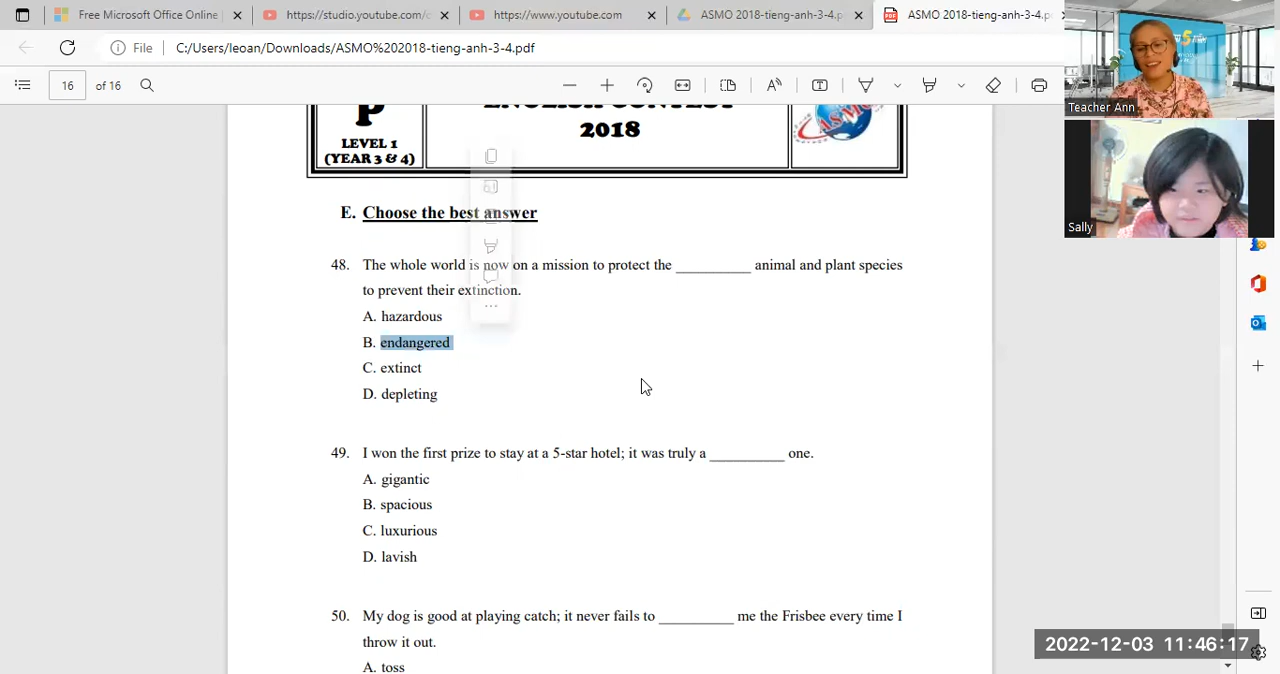 Free Microsoft Office Online
https://studio.youtube.com/c
https://www.youtube.com
ASMO 2018-tieng-anh-3-4.p
ASMO 2018-tieng-anh-3-4.p
File
C:/Users/leoan/Downloads/ASMO%202018-tieng-anh-3-4.pdf
16
of 16
Teacher Ann
Sally
P
LEVEL 1
(YEAR 3 & 4)
ENGLISH CONTEST
2018
ASMO
E. Choose the best answer
48. The whole world is now on a mission to protect the __________ animal and plant species
to prevent their extinction.
A. hazardous
B. endangered
C. extinct
D. depleting
49. I won the first prize to stay at a 5-star hotel; it was truly a __________ one.
A. gigantic
B. spacious
C. luxurious
D. lavish
50. My dog is good at playing catch; it never fails to __________ me the Frisbee every time I
throw it out.
A. toss
2022-12-03 11:46:17